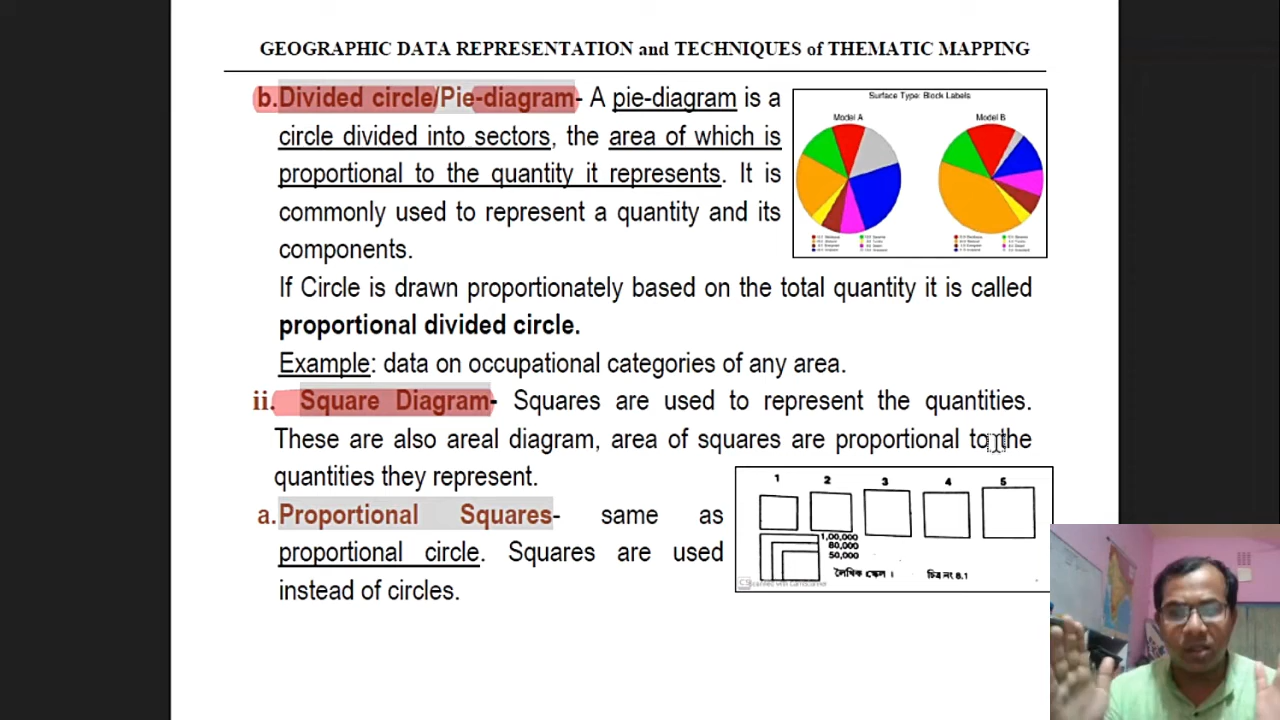 GEOGRAPHIC DATA REPRESENTATION and TECHNIQUES of THEMATIC MAPPING
b. Divided circle/Pie-diagram- A pie-diagram is a
circle divided into sectors, the area of which is
proportional to the quantity it represents. It is
commonly used to represent a quantity and its
components.
Surface Type: Block Labels
Model A Model B
If Circle is drawn proportionately based on the total quantity it is called
proportional divided circle.
Example: data on occupational categories of any area.
ii. Square Diagram- Squares are used to represent the quantities.
These are also areal diagram, area of squares are proportional to the
quantities they represent.
a. Proportional Squares- same as
proportional circle. Squares are used
instead of circles.
1 2 3 4 5
1,00,000
80,000
50,000
চিত্র নং 8.1